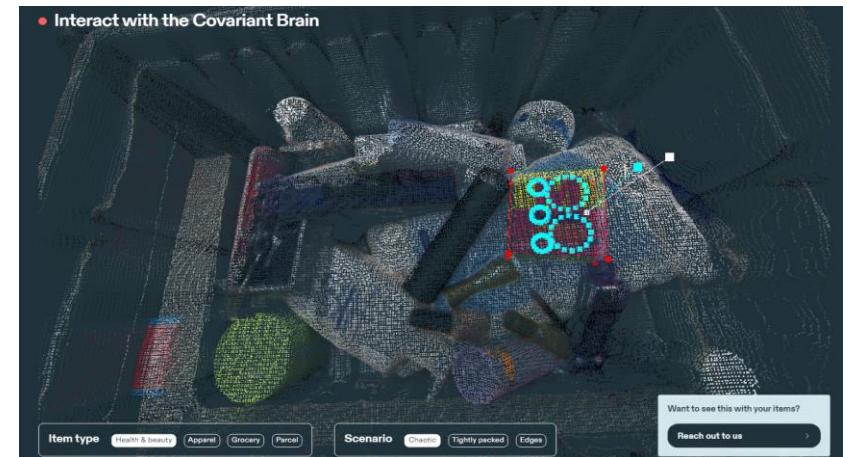 Interact with the Covariant Brain
Want to see this with your items?
Reach out to us
Item type Health & beauty Apparel Grocery Parcel
Scenario Chaotic Tightly packed Edges